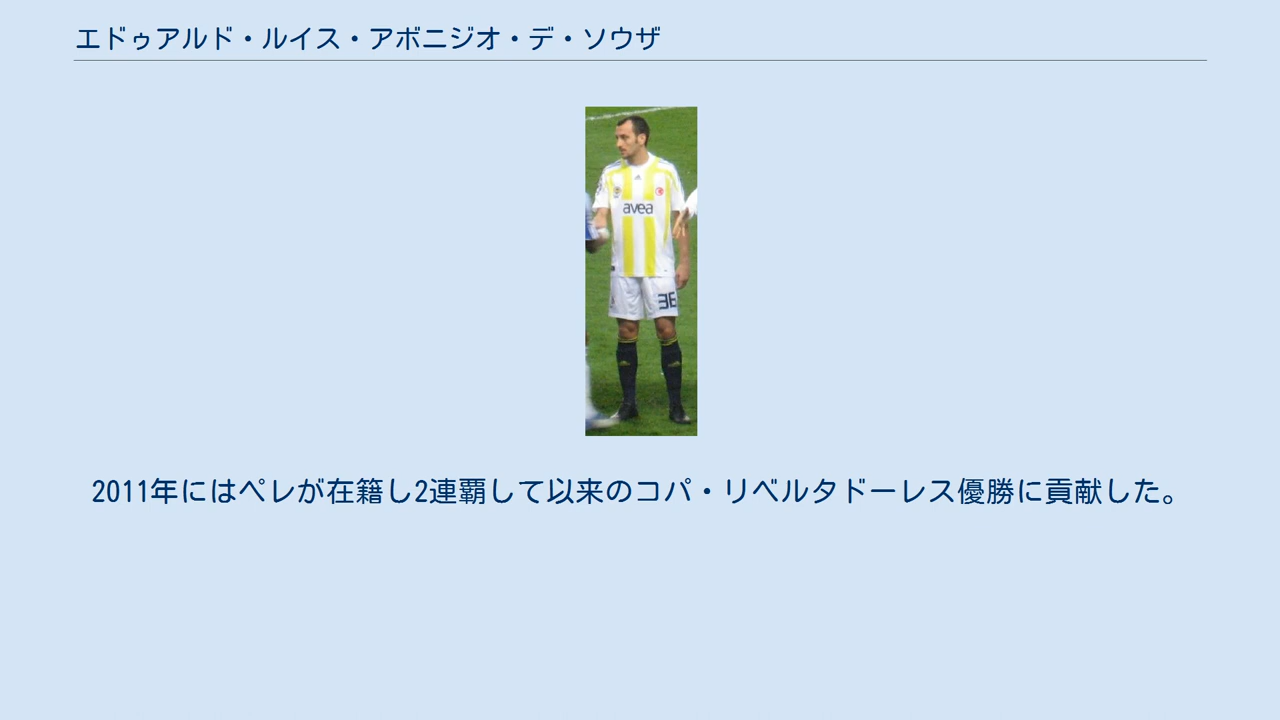 エドゥアルド・ルイス・アボニジオ・デ・ソウザ
avea
36
2011年にはペレが在籍し2連覇して以来のコパ・リベルタドーレス優勝に貢献した。